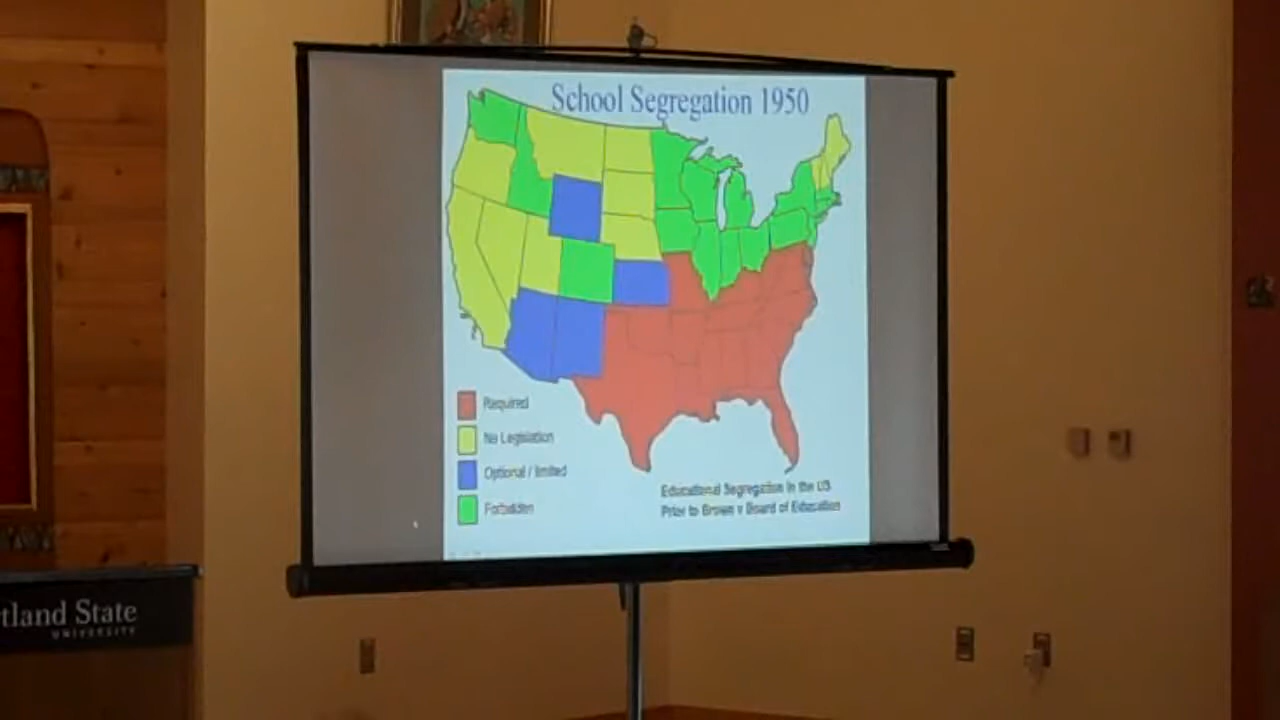 School Segregation 1950
Required
No Legislation
Optional / limited
Forbidden
Educational Segregation in the US
Prior to Brown v Board of Education
tland State
UNIVERSITY